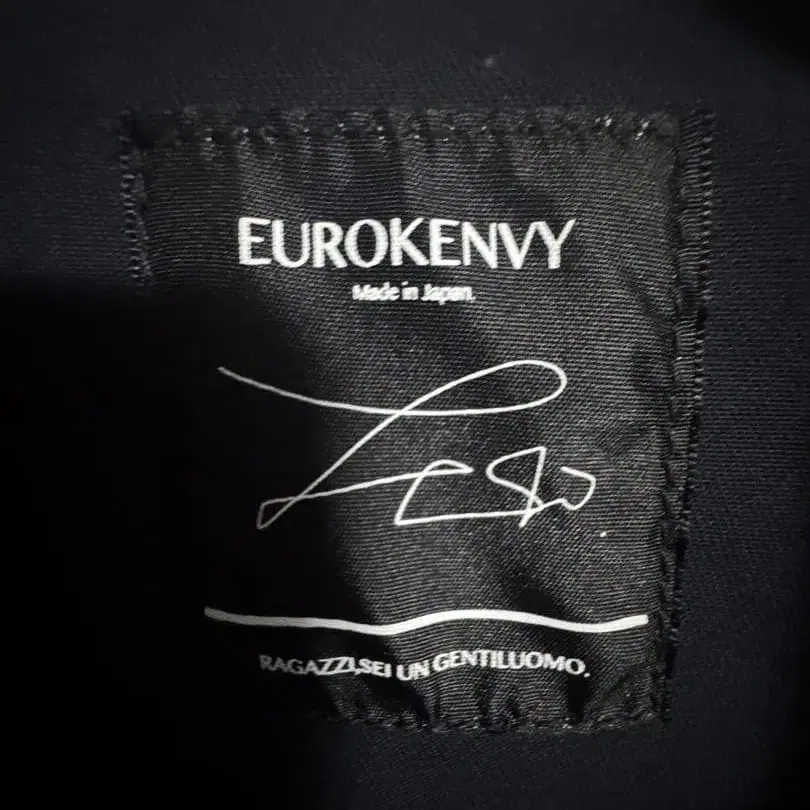 EUROKENVY
Made in Japan.
RAGAZZI,SEI UN GENTILUOMO.